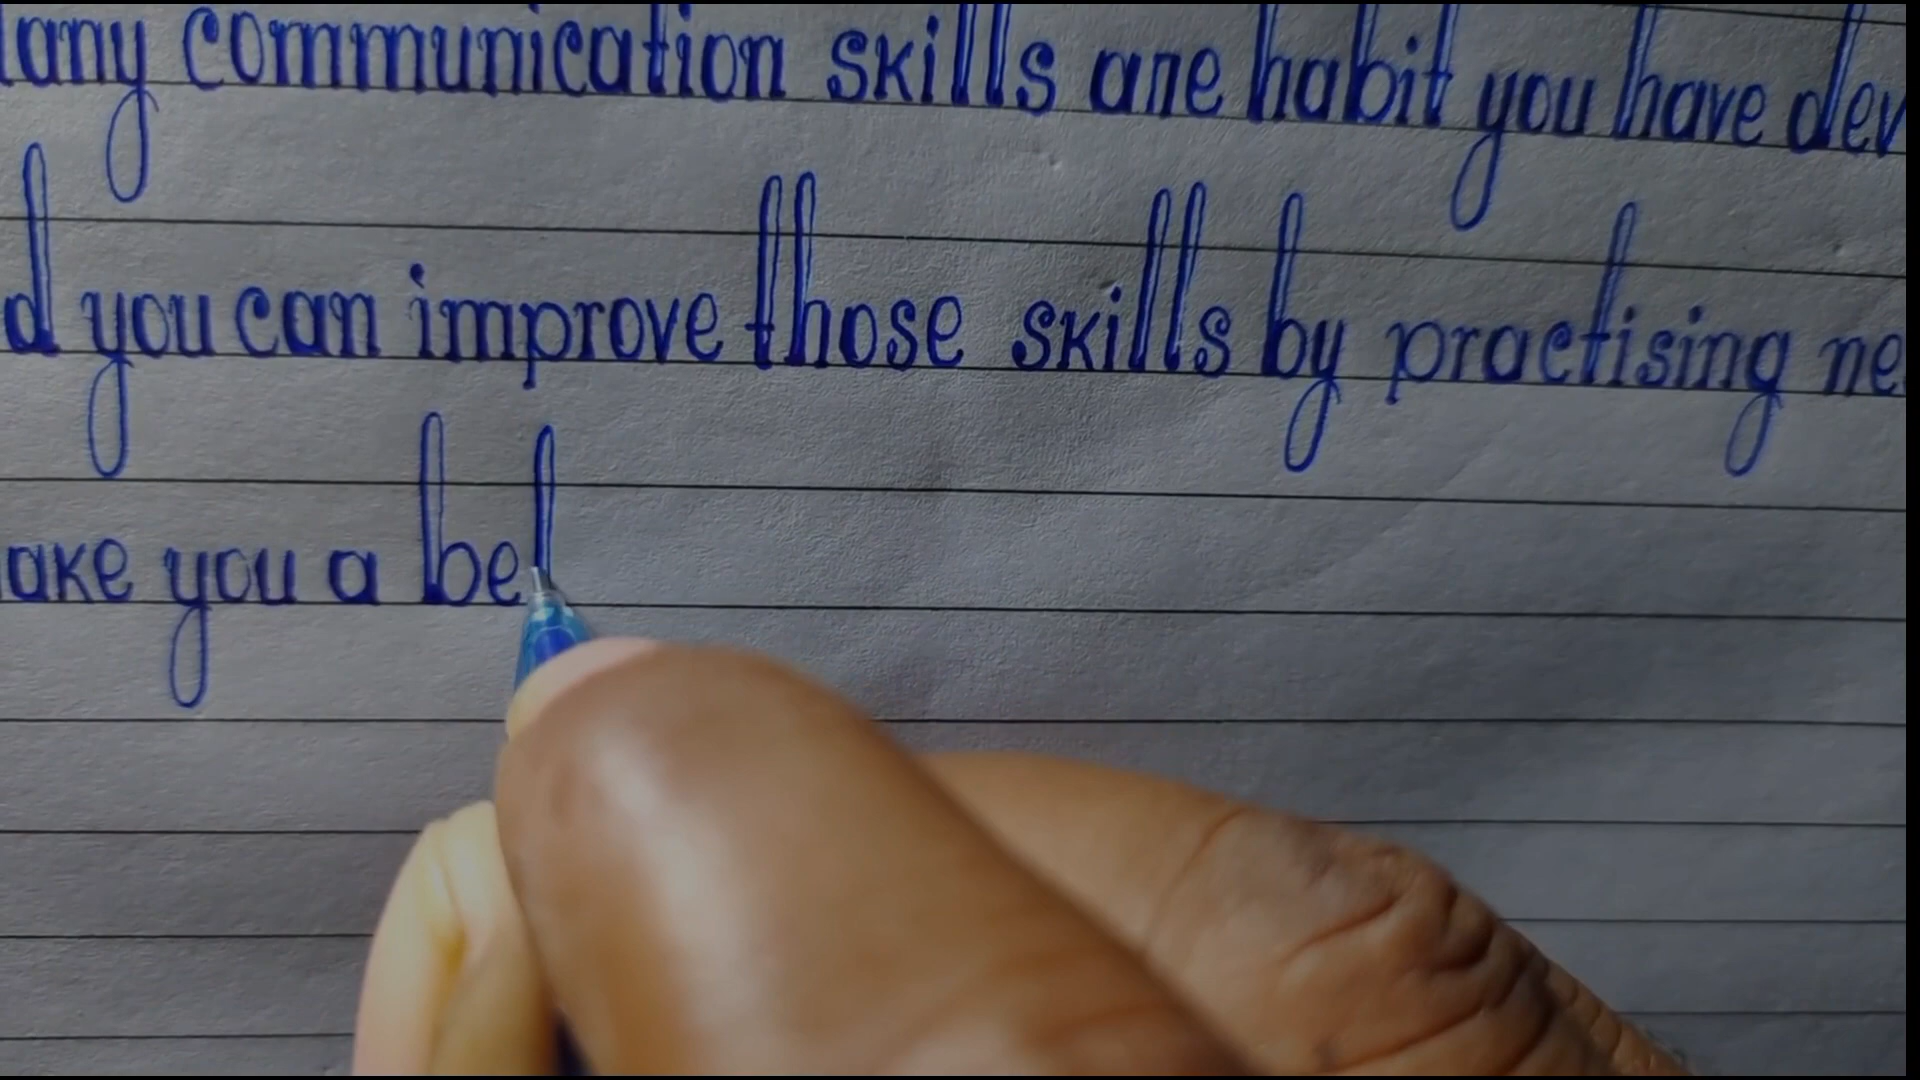 any communication skills are habit you have dev
d you can improve those skills by practising ne
ake you a be